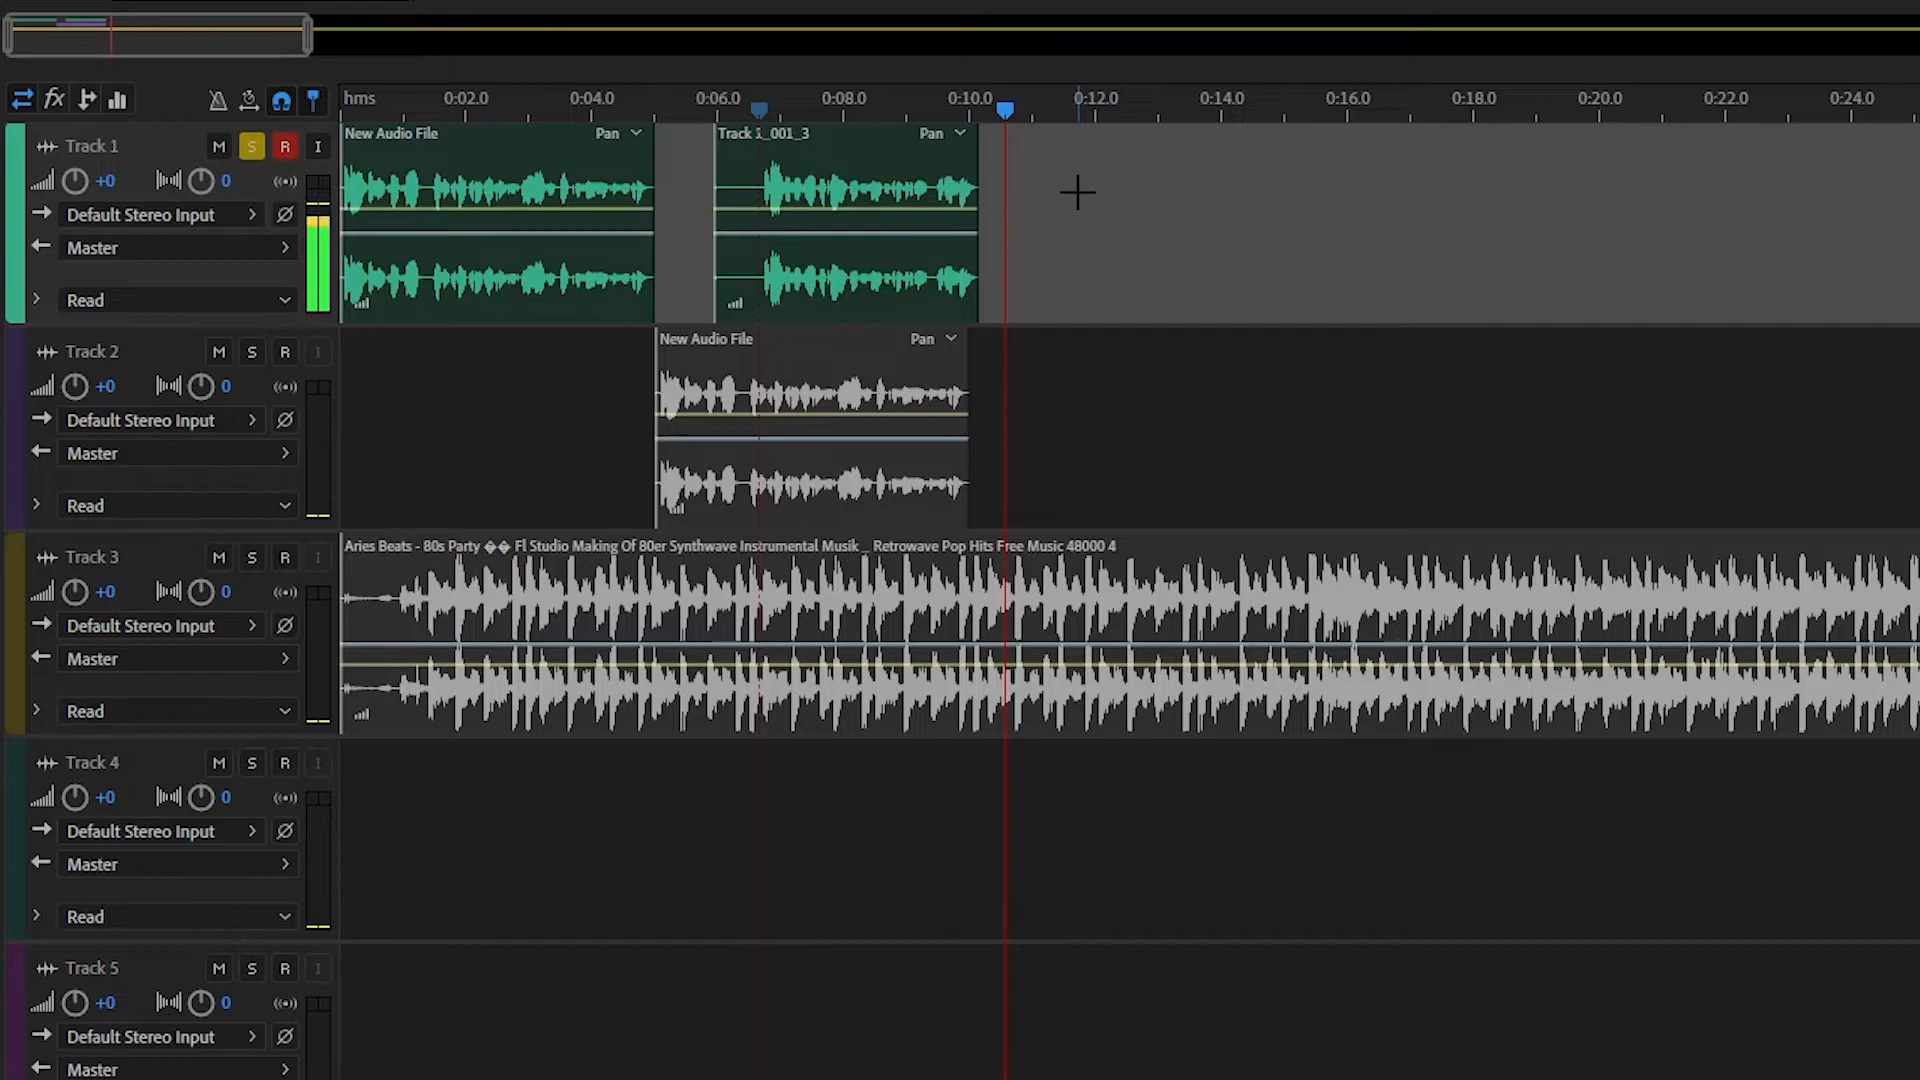 fx
hms 0:02.0 0:04.0 0:06.0 0:08.0 0:10.0 0:12.0 0:14.0 0:16.0 0:18.0 0:20.0 0:22.0 0:24.0
Track 1 M S R I
New Audio File Pan
Track 1_001_3 Pan
+0 0
Default Stereo Input
Master
Read
Track 2 M S R I
New Audio File Pan
+0 0
Default Stereo Input
Master
Read
Track 3 M S R I
Aries Beats - 80s Party �� Fl Studio Making Of 80er Synthwave Instrumental Musik _ Retrowave Pop Hits Free Music 48000 4
+0 0
Default Stereo Input
Master
Read
Track 4 M S R I
+0 0
Default Stereo Input
Master
Read
Track 5 M S R I
+0 0
Default Stereo Input
Master